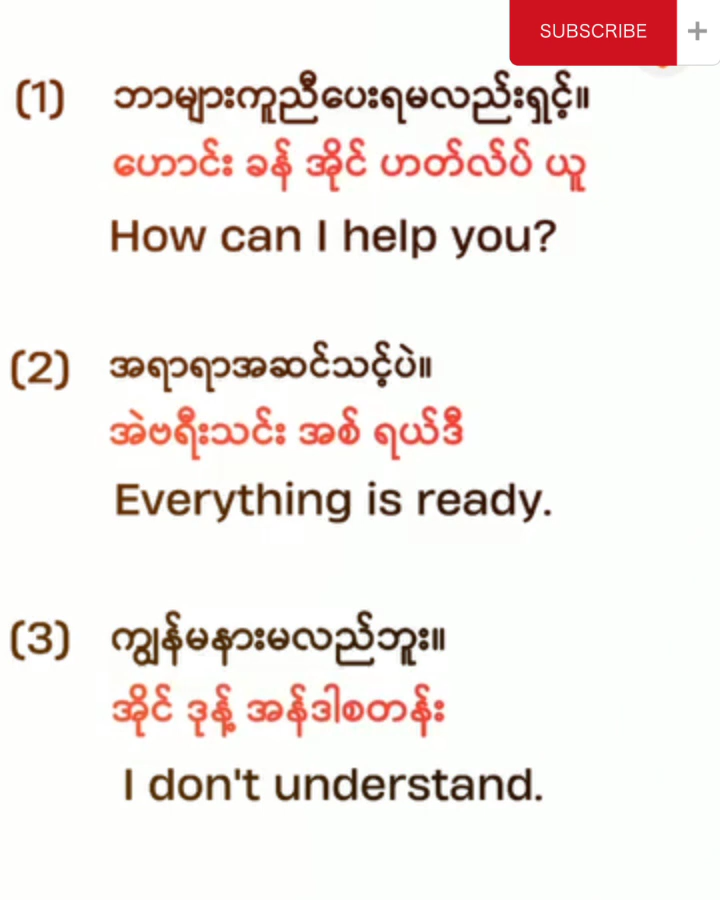 SUBSCRIBE +
(1) ဘာများကူညီပေးရမလည်းရှင့်။
ဟောင်း ခန် အိုင် ဟတ်လ်ပ် ယူ
How can I help you?
(2) အရာရာအဆင်သင့်ပဲ။
အဲဗရီးသင်း အစ် ရယ်ဒီ
Everything is ready.
(3) ကျွန်မနားမလည်ဘူး။
အိုင် ဒုန့် အန်ဒါစတန်း
I don't understand.